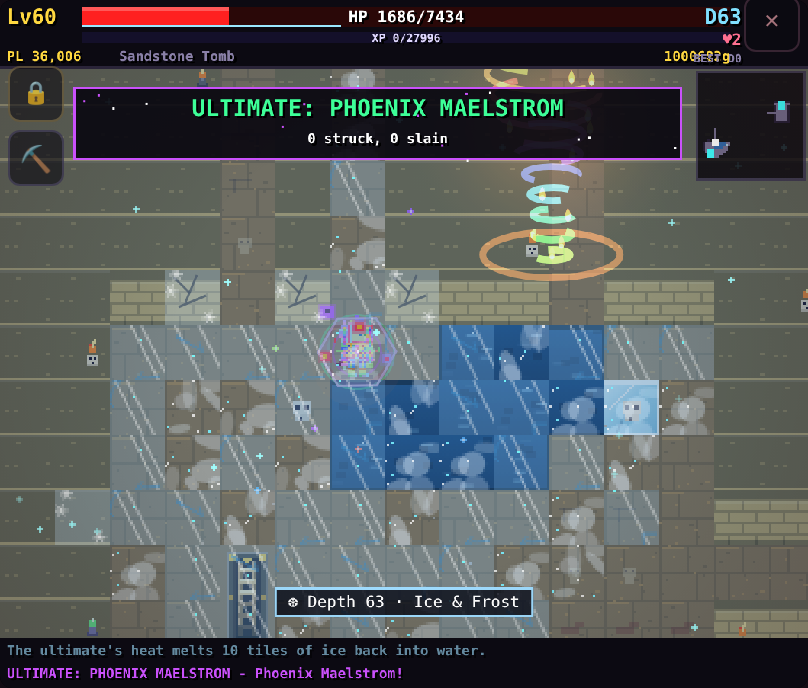 Lv60
HP 1686/7434
D63
XP 0/27996
♥2
PL 36,006
Sandstone Tomb
ULTIMATE: PHOENIX MAELSTROM
0 struck, 0 slain
❆ Depth 63 · Ice & Frost
The ultimate's heat melts 10 tiles of ice back into water.
ULTIMATE: PHOENIX MAELSTROM - Phoenix Maelstrom!